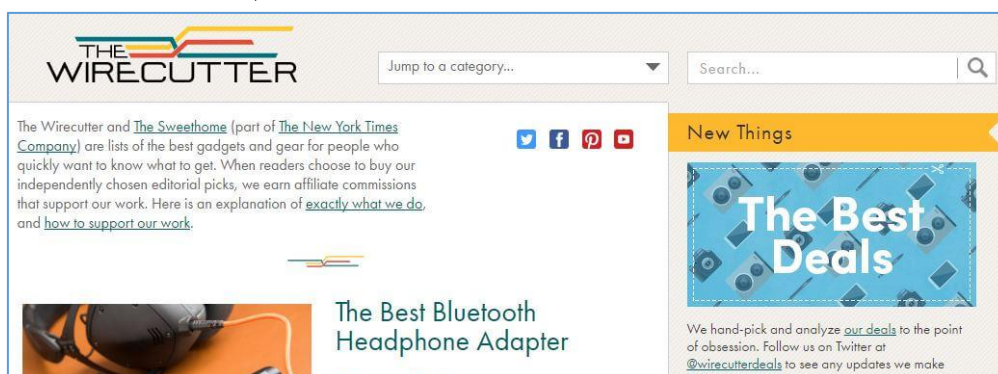 THE
WIRECUTTER
Jump to a category...
Search...
The Wirecutter and The Sweethome (part of The New York Times
Company) are lists of the best gadgets and gear for people who
quickly want to know what to get. When readers choose to buy our
independently chosen editorial picks, we earn affiliate commissions
that support our work. Here is an explanation of exactly what we do,
and how to support our work.
The Best Bluetooth
Headphone Adapter
New Things
The Best
Deals
We hand-pick and analyze our deals to the point
of obsession. Follow us on Twitter at
@wirecutterdeals to see any updates we make